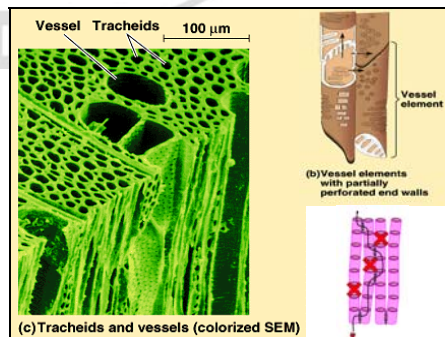 Vessel Tracheids
100 μm
Vessel
element
(b)Vessel elements
with partially
perforated end walls
(c)Tracheids and vessels (colorized SEM)